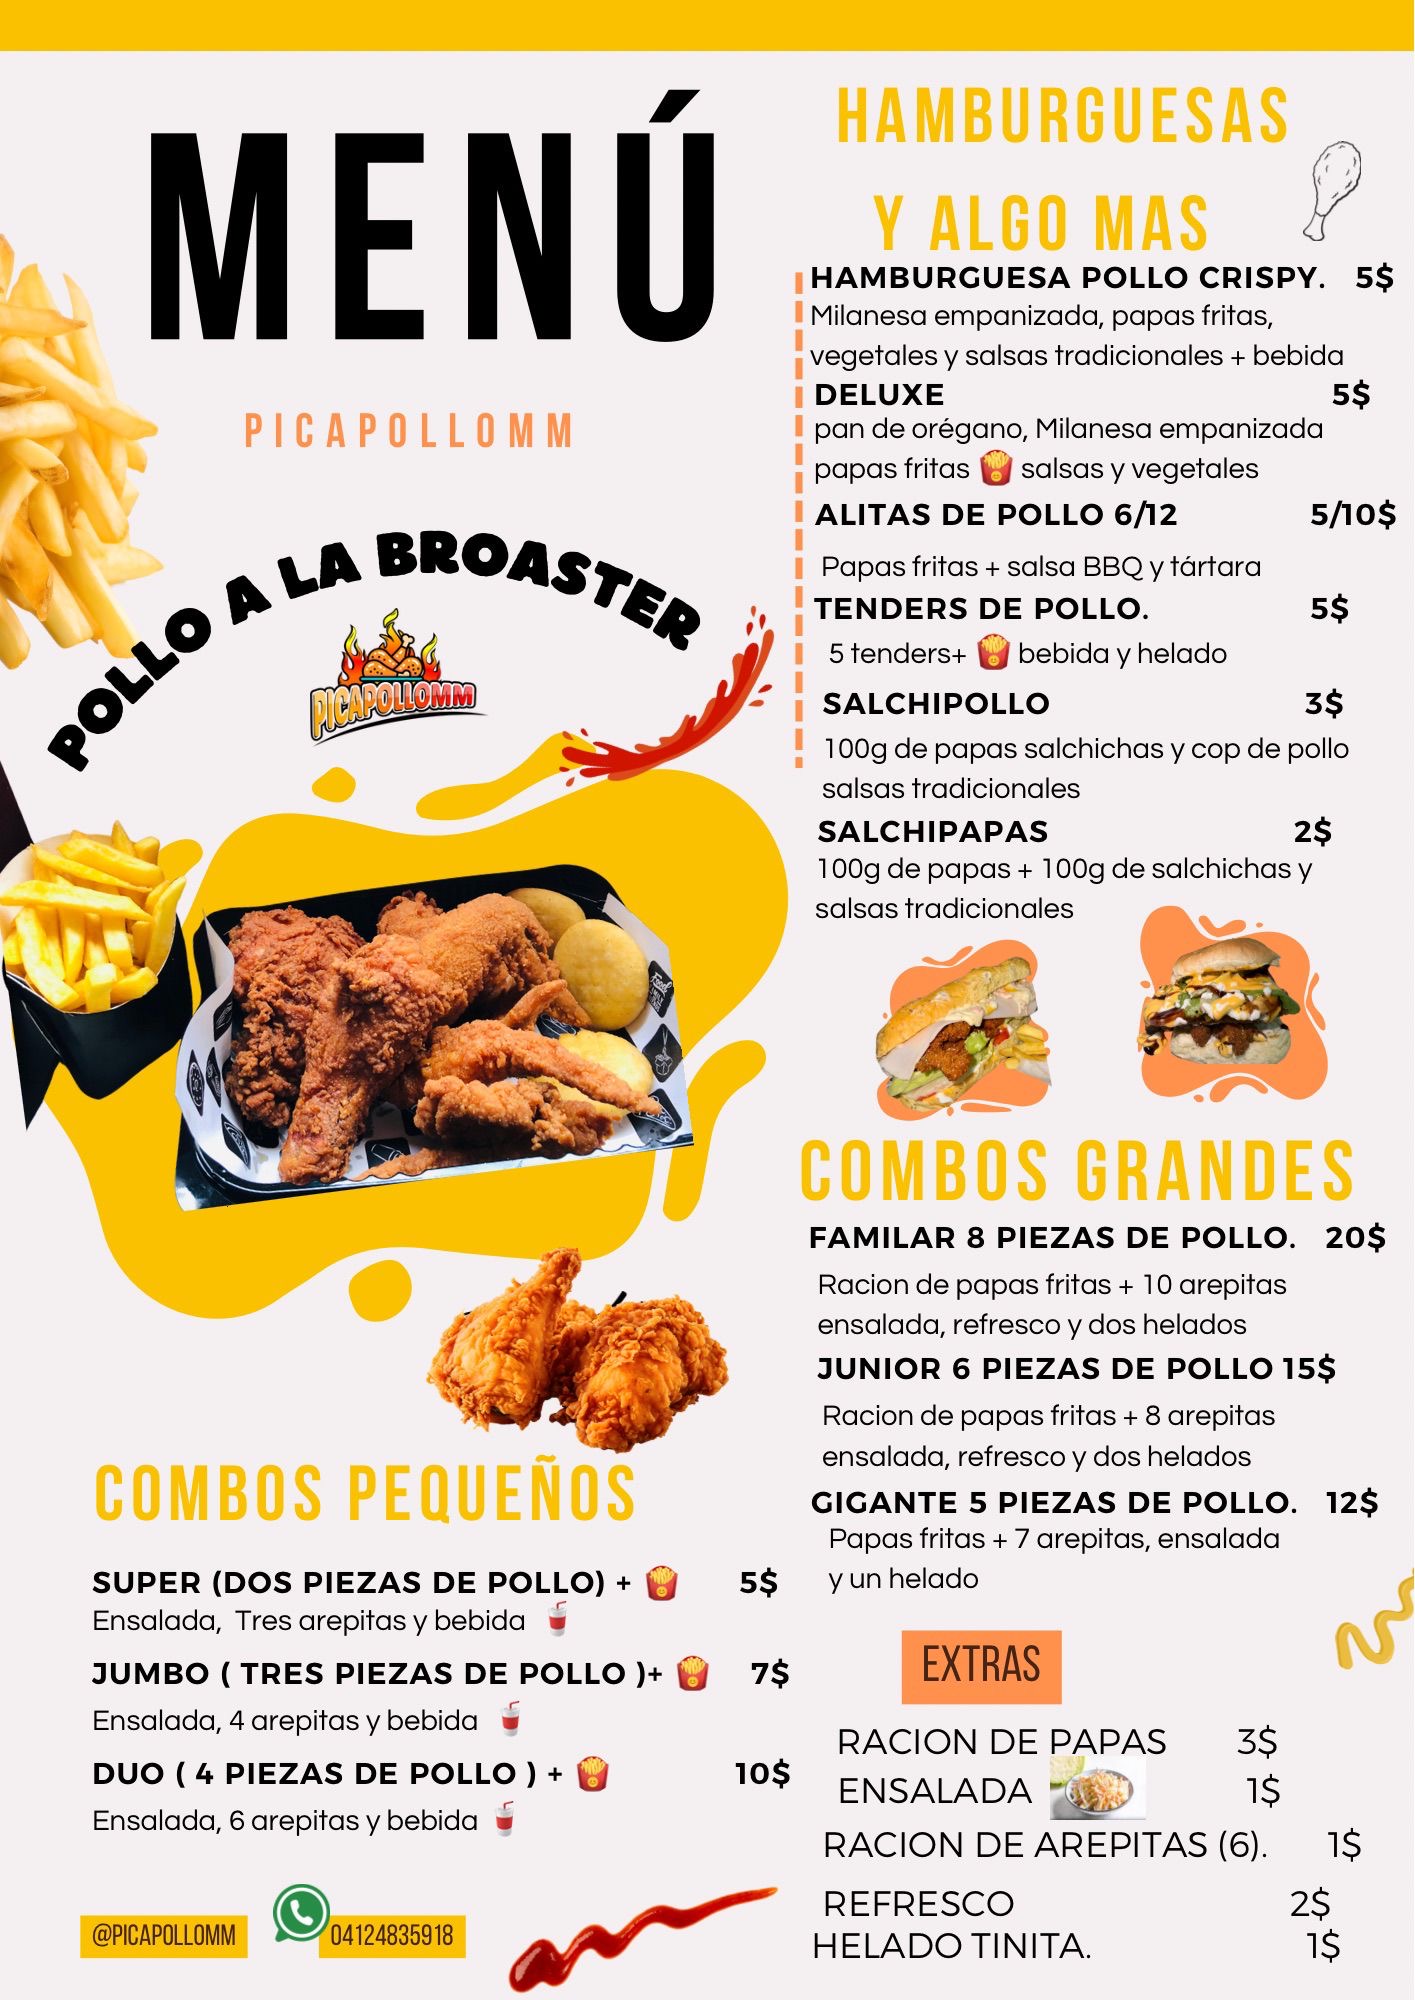 MENÚ
PICAPOLLOMM
POLLO A LA BROASTER
PICAPOLLOMM
COMBOS PEQUEÑOS
SUPER (DOS PIEZAS DE POLLO) + 🍟 5$
Ensalada, Tres arepitas y bebida 🥤
JUMBO ( TRES PIEZAS DE POLLO )+ 🍟 7$
Ensalada, 4 arepitas y bebida 🥤
DUO ( 4 PIEZAS DE POLLO ) + 🍟 10$
Ensalada, 6 arepitas y bebida 🥤
@PICAPOLLOMM
04124835918
HAMBURGUESAS
Y ALGO MAS
HAMBURGUESA POLLO CRISPY. 5$
Milanesa empanizada, papas fritas,
vegetales y salsas tradicionales + bebida
DELUXE 5$
pan de orégano, Milanesa empanizada
papas fritas 🍟 salsas y vegetales
ALITAS DE POLLO 6/12 5/10$
Papas fritas + salsa BBQ y tártara
TENDERS DE POLLO. 5$
5 tenders+ 🍟 bebida y helado
SALCHIPOLLO 3$
100g de papas salchichas y cop de pollo
salsas tradicionales
SALCHIPAPAS 2$
100g de papas + 100g de salchichas y
salsas tradicionales
COMBOS GRANDES
FAMILAR 8 PIEZAS DE POLLO. 20$
Racion de papas fritas + 10 arepitas
ensalada, refresco y dos helados
JUNIOR 6 PIEZAS DE POLLO 15$
Racion de papas fritas + 8 arepitas
ensalada, refresco y dos helados
GIGANTE 5 PIEZAS DE POLLO. 12$
Papas fritas + 7 arepitas, ensalada
y un helado
EXTRAS
RACION DE PAPAS 3$
ENSALADA 1$
RACION DE AREPITAS (6). 1$
REFRESCO 2$
HELADO TINITA. 1$